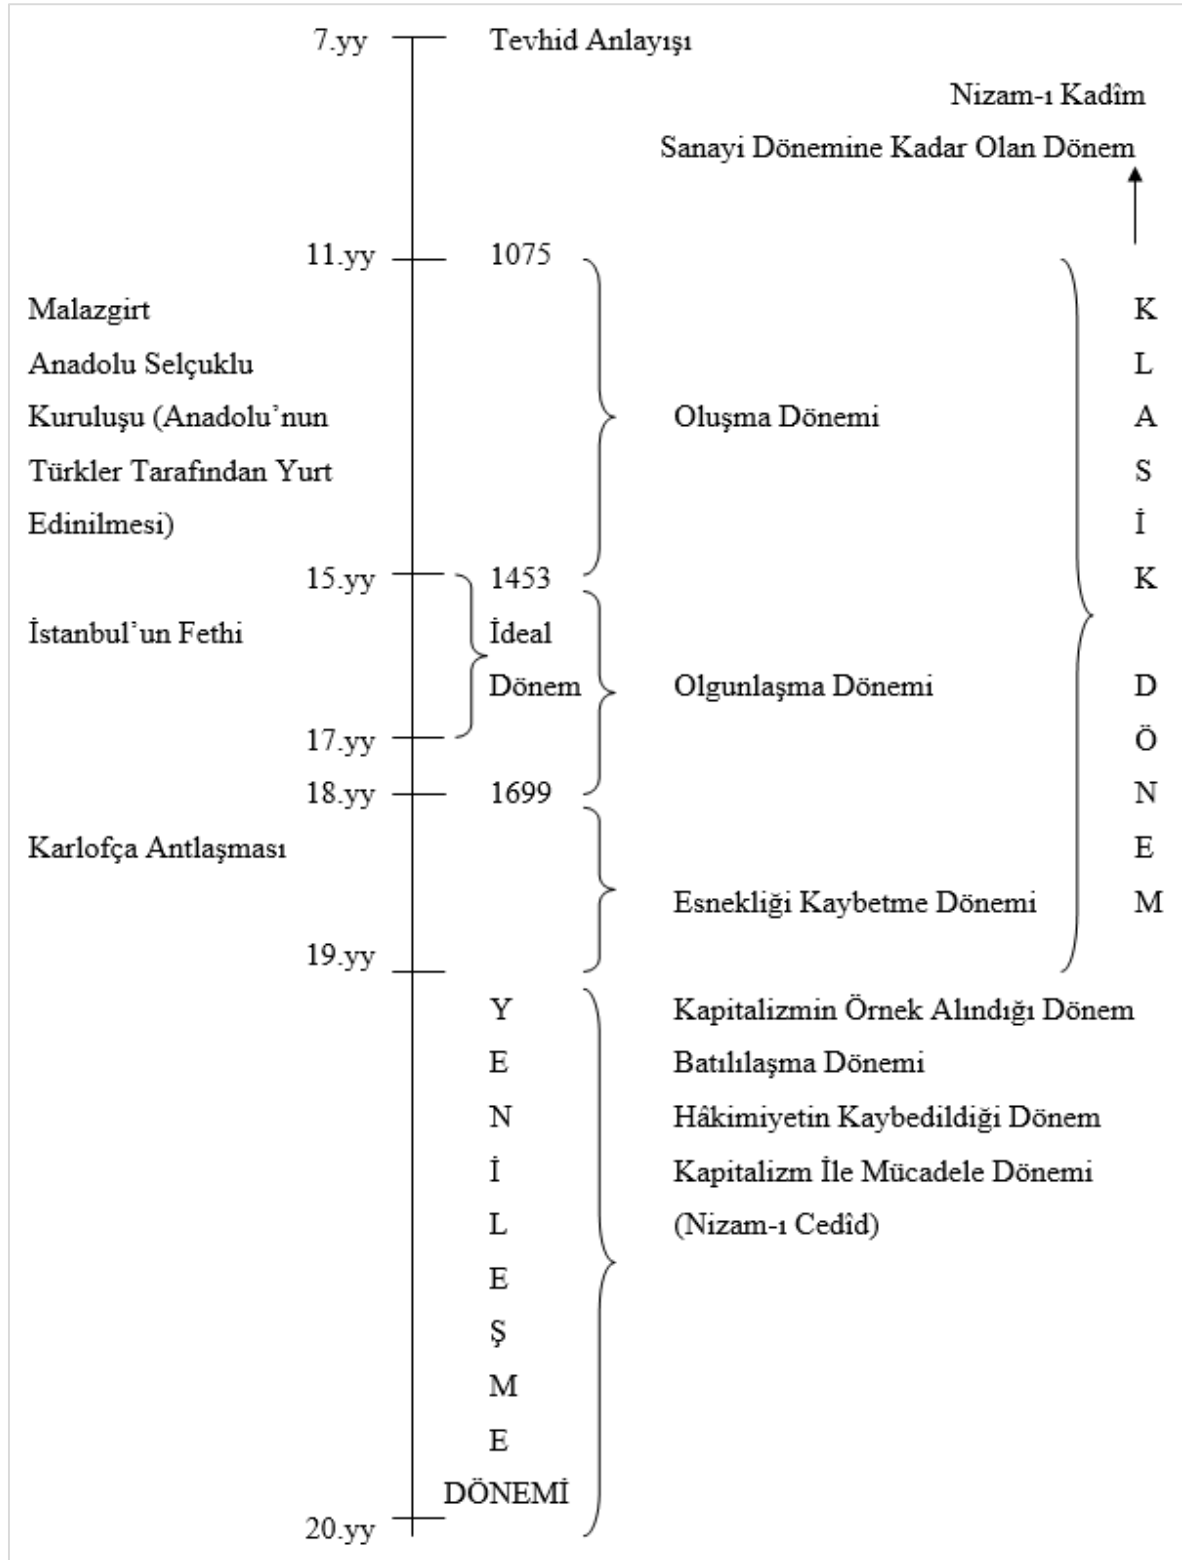 7.yy Tevhid Anlayışı
Nizam-ı Kadîm
Sanayi Dönemine Kadar Olan Dönem
11.yy 1075
Malazgirt
Anadolu Selçuklu
Kuruluşu (Anadolu’nun
Türkler Tarafından Yurt
Edinilmesi)
Oluşma Dönemi
15.yy 1453
İstanbul’un Fethi
İdeal
Dönem
Olgunlaşma Dönemi
17.yy
18.yy 1699
Karlofça Antlaşması
Esnekliği Kaybetme Dönemi
K
L
A
S
İ
K
D
Ö
N
E
M
19.yy
Y
E
N
İ
L
E
Ş
M
E
DÖNEMİ
Kapitalizmin Örnek Alındığı Dönem
Batılılaşma Dönemi
Hâkimiyetin Kaybedildiği Dönem
Kapitalizm İle Mücadele Dönemi
(Nizam-ı Cedîd)
20.yy